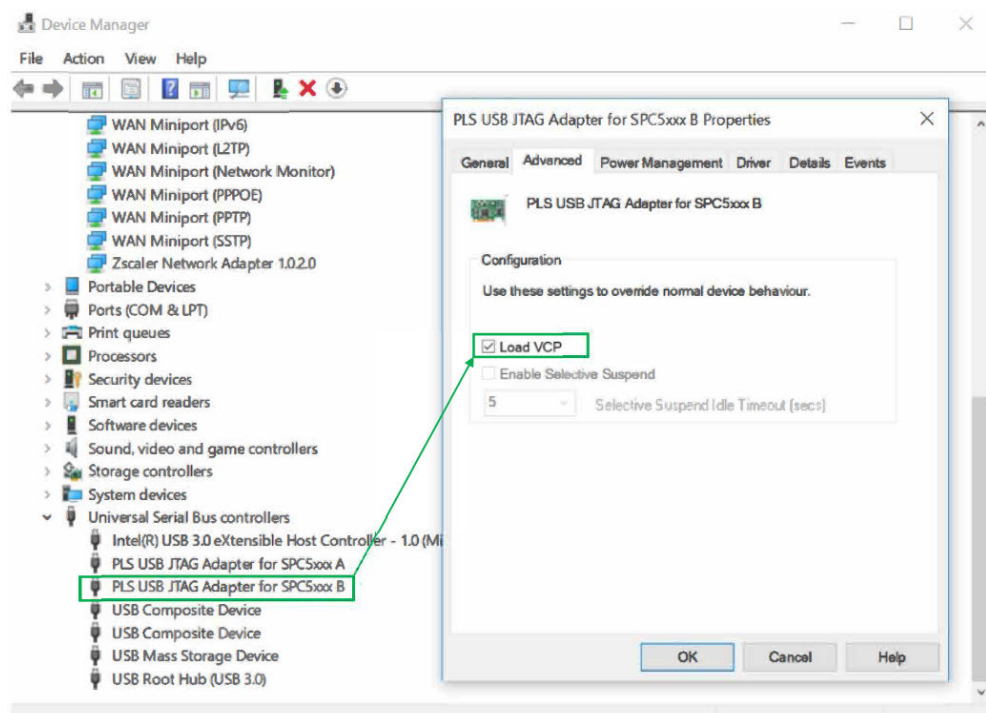 Device Manager
File Action View Help
WAN Miniport (IPv6)
WAN Miniport (L2TP)
WAN Miniport (Network Monitor)
WAN Miniport (PPPOE)
WAN Miniport (PPTP)
WAN Miniport (SSTP)
Zscaler Network Adapter 1.0.2.0
Portable Devices
Ports (COM & LPT)
Print queues
Processors
Security devices
Smart card readers
Software devices
Sound, video and game controllers
Storage controllers
System devices
Universal Serial Bus controllers
Intel(R) USB 3.0 eXtensible Host Controller - 1.0 (Mi
PLS USB JTAG Adapter for SPC5xxx A
PLS USB JTAG Adapter for SPC5xxx B
USB Composite Device
USB Composite Device
USB Mass Storage Device
USB Root Hub (USB 3.0)
PLS USB JTAG Adapter for SPC5xxx B Properties
General Advanced Power Management Driver Details Events
PLS USB JTAG Adapter for SPC5xxx B
Configuration
Use these settings to override normal device behaviour.
Load VCP
Enable Selective Suspend
5 Selective Suspend Idle Timeout (secs)
OK Cancel Help